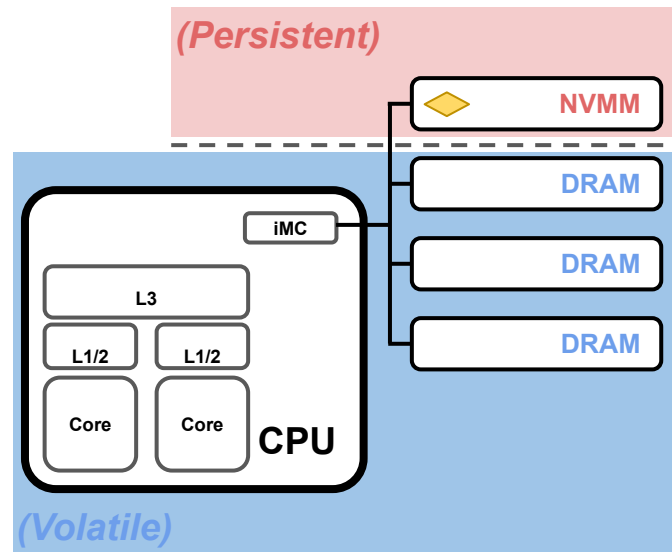 (Persistent)
NVMM
DRAM
iMC
DRAM
L3
DRAM
L1/2 L1/2
Core Core
CPU
(Volatile)